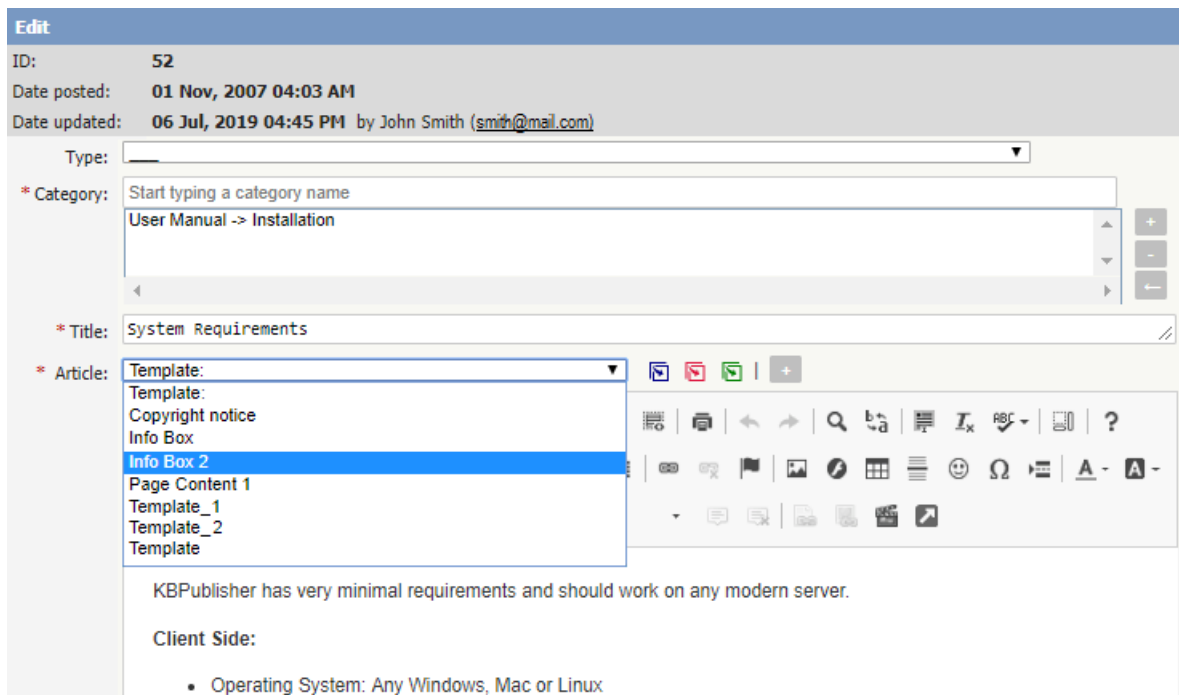 Edit
ID: 52
Date posted: 01 Nov, 2007 04:03 AM
Date updated: 06 Jul, 2019 04:45 PM by John Smith (smith@mail.com)
Type: ___
* Category: Start typing a category name
User Manual -> Installation
+
-
←
* Title: System Requirements
* Article: Template:
Template:
Copyright notice
Info Box
Info Box 2
Page Content 1
Template_1
Template_2
Template
KBPublisher has very minimal requirements and should work on any modern server.
Client Side:
• Operating System: Any Windows, Mac or Linux